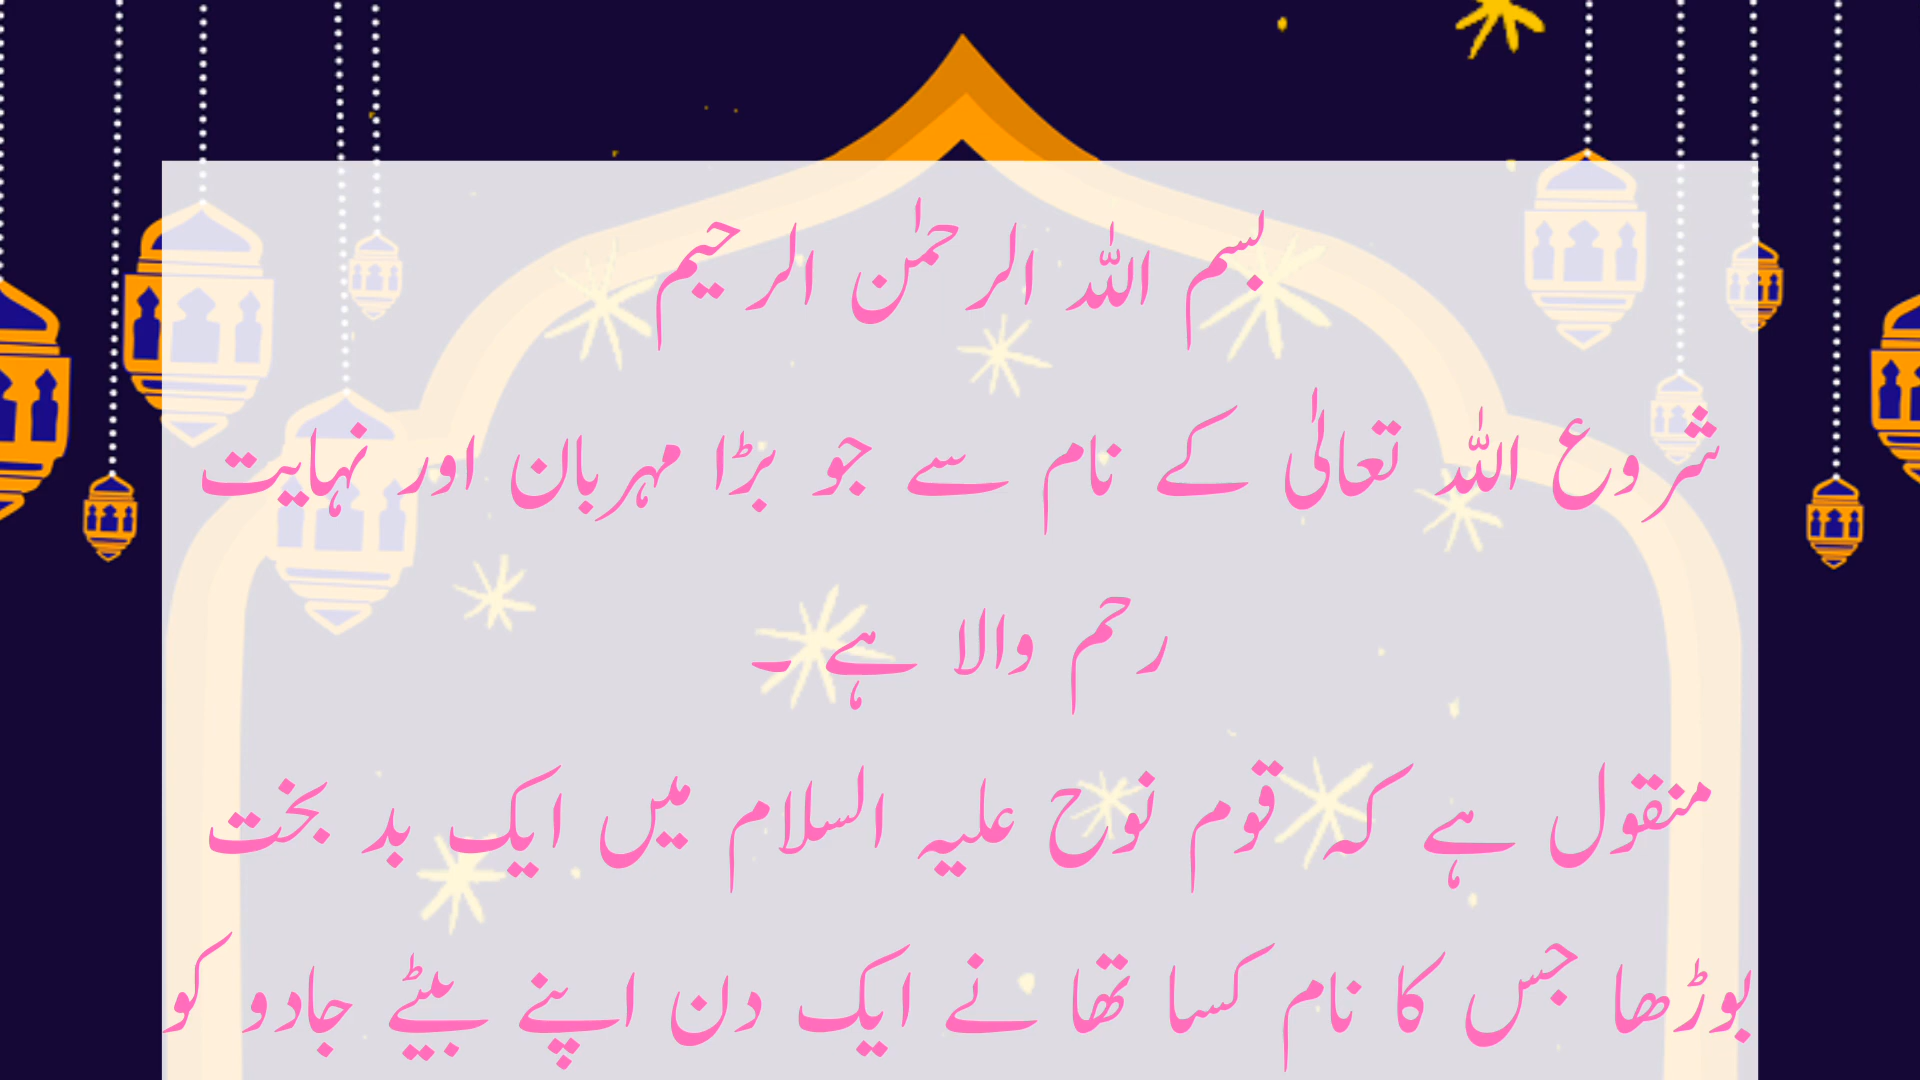 بسم اللہ الرحمٰن الرحیم
شروع اللہ تعالٰی کے نام سے جو بڑا مہربان اور نہایت
رحم والا ہے ۔
منقول ہے کہ قوم نوح علیہ السلام میں ایک بد بخت
بوڑھا جس کا نام کسا تھا نے ایک دن اپنے بیٹے جادو کو